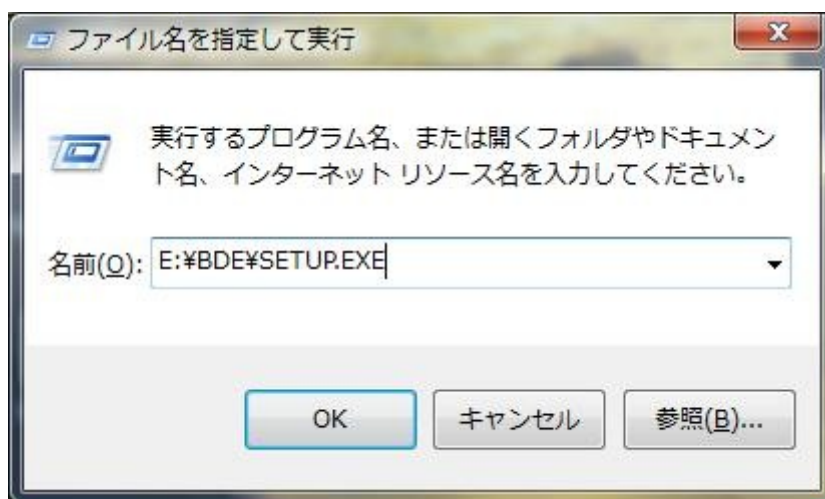 ファイル名を指定して実行
実行するプログラム名、または開くフォルダやドキュメン
ト名、インターネット リソース名を入力してください。
名前(O): E:¥BDE¥SETUP.EXE
OK キャンセル 参照(B)...